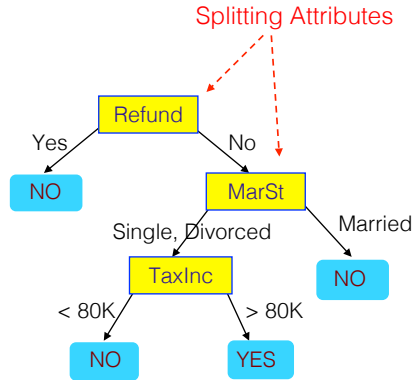 Splitting Attributes
Refund
Yes
No
NO
MarSt
Single, Divorced
Married
TaxInc
NO
< 80K
> 80K
NO
YES